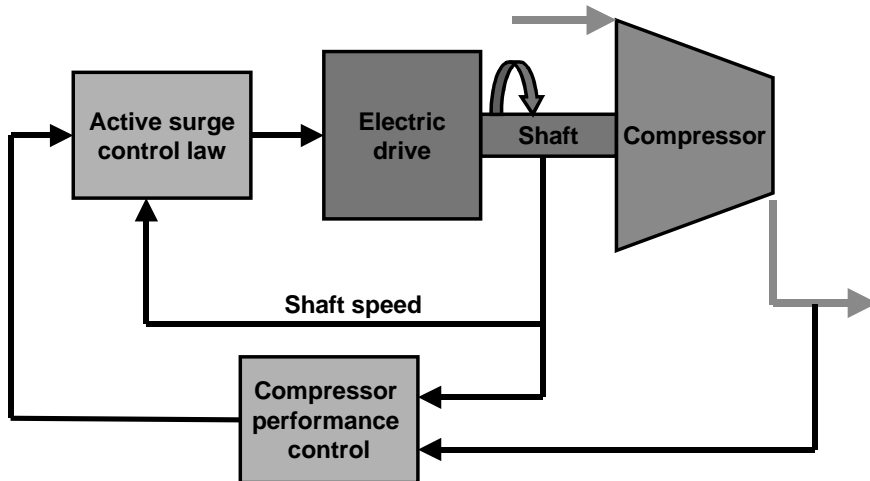 Active surge
control law
Electric
drive
Shaft
Compressor
Shaft speed
Compressor
performance
control